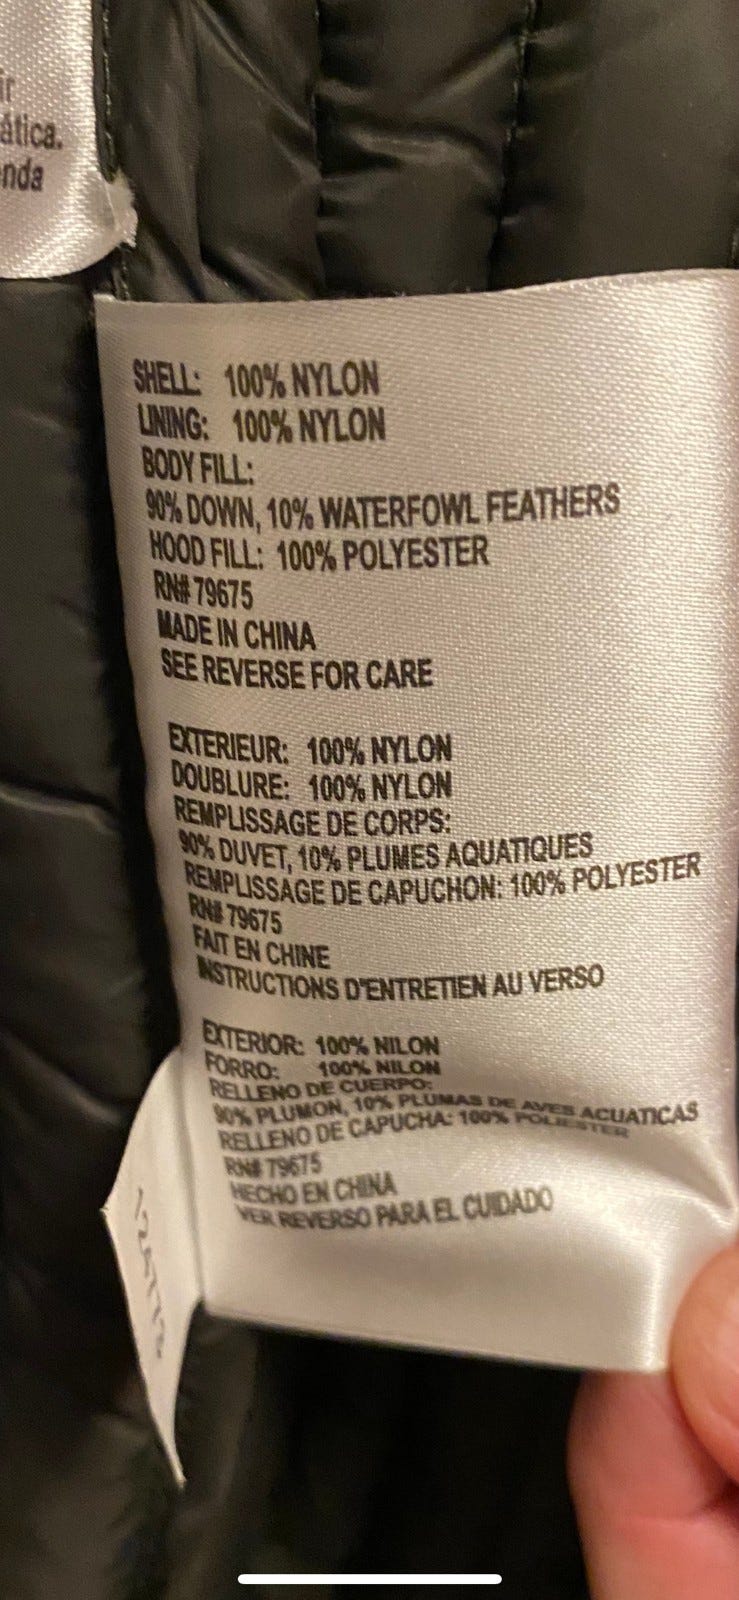 ir
ática.
nda
SHELL: 100% NYLON
LINING: 100% NYLON
BODY FILL:
90% DOWN, 10% WATERFOWL FEATHERS
HOOD FILL: 100% POLYESTER
RN# 79675
MADE IN CHINA
SEE REVERSE FOR CARE
EXTERIEUR: 100% NYLON
DOUBLURE: 100% NYLON
REMPLISSAGE DE CORPS:
90% DUVET, 10% PLUMES AQUATIQUES
REMPLISSAGE DE CAPUCHON: 100% POLYESTER
RN# 79675
FAIT EN CHINE
INSTRUCTIONS D'ENTRETIEN AU VERSO
EXTERIOR: 100% NILON
FORRO: 100% NILON
RELLENO DE CUERPO:
90% PLUMON, 10% PLUMAS DE AVES ACUATICAS
RELLENO DE CAPUCHA: 100% POLIESTER
RN# 79675
HECHO EN CHINA
VER REVERSO PARA EL CUIDADO